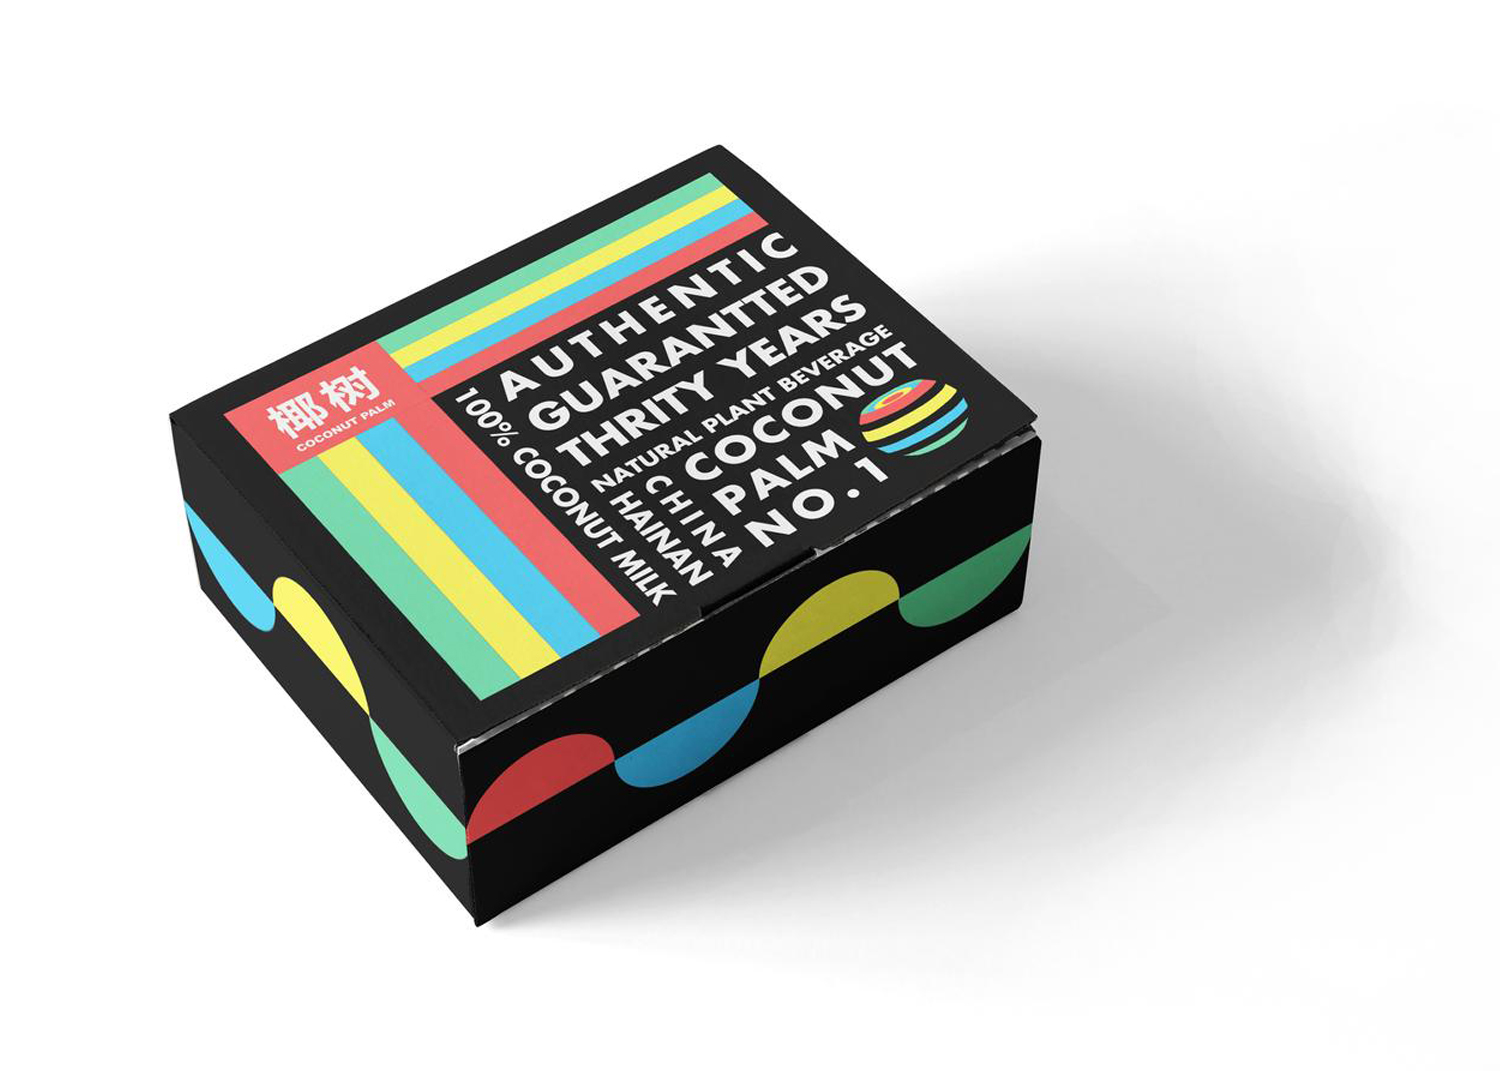 椰树
COCONUT PALM
AUTHENTIC
GUARANTTED
THRITY YEARS
NATURAL PLANT BEVERAGE
COCONUT
PALM
NO.1
CHINA
HAINAN
100% COCONUT MILK